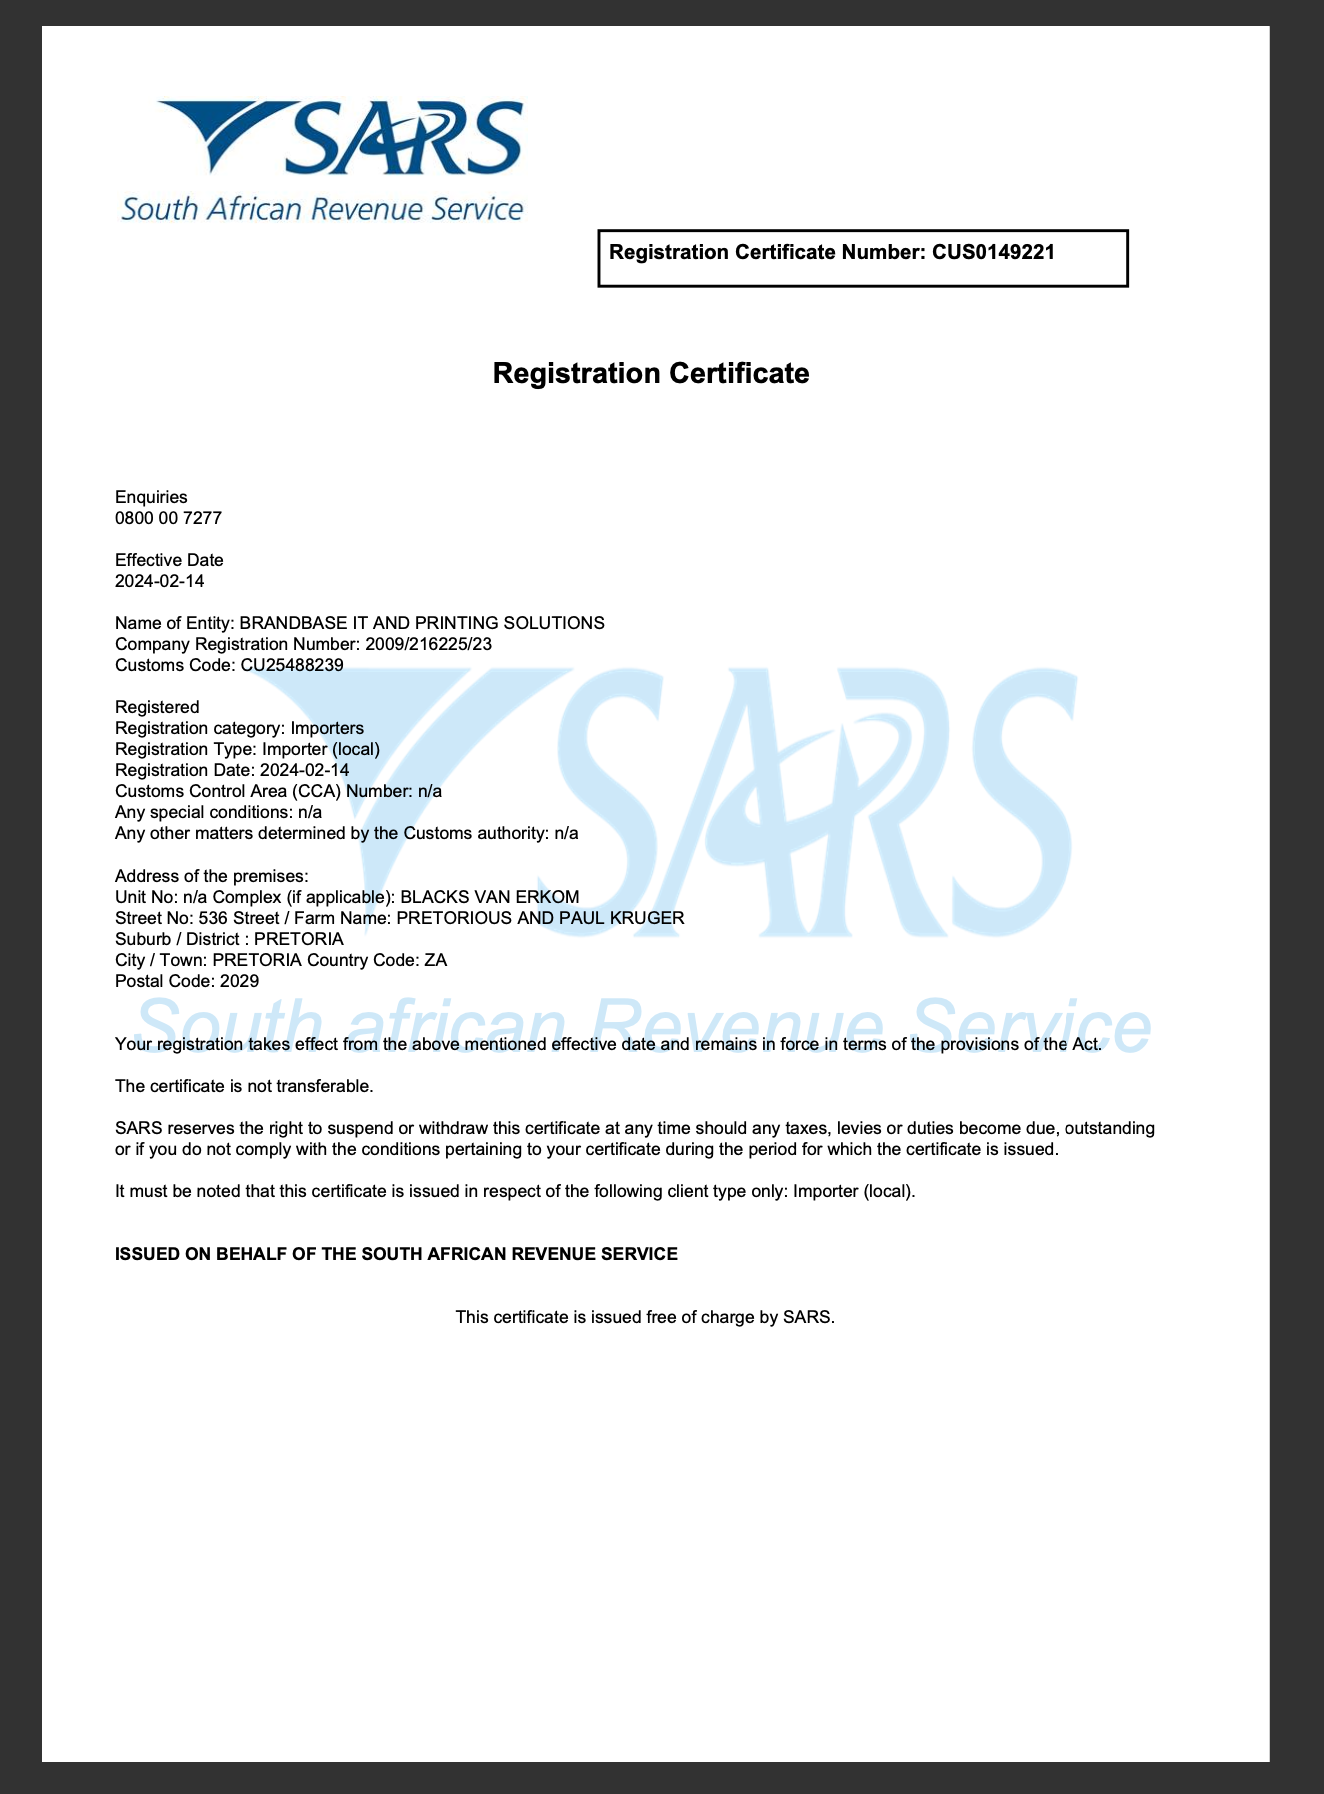 SARS
South African Revenue Service
Registration Certificate Number: CUS0149221
Registration Certificate
Enquiries
0800 00 7277
Effective Date
2024-02-14
Name of Entity: BRANDBASE IT AND PRINTING SOLUTIONS
Company Registration Number: 2009/216225/23
Customs Code: CU25488239
Registered
Registration category: Importers
Registration Type: Importer (local)
Registration Date: 2024-02-14
Customs Control Area (CCA) Number: n/a
Any special conditions: n/a
Any other matters determined by the Customs authority: n/a
SARS
Address of the premises:
Unit No: n/a Complex (if applicable): BLACKS VAN ERKOM
Street No: 536 Street / Farm Name: PRETORIOUS AND PAUL KRUGER
Suburb / District : PRETORIA
City / Town: PRETORIA Country Code: ZA
Postal Code: 2029
South african Revenue Service
Your registration takes effect from the above mentioned effective date and remains in force in terms of the provisions of the Act.
The certificate is not transferable.
SARS reserves the right to suspend or withdraw this certificate at any time should any taxes, levies or duties become due, outstanding
or if you do not comply with the conditions pertaining to your certificate during the period for which the certificate is issued.
It must be noted that this certificate is issued in respect of the following client type only: Importer (local).
ISSUED ON BEHALF OF THE SOUTH AFRICAN REVENUE SERVICE
This certificate is issued free of charge by SARS.